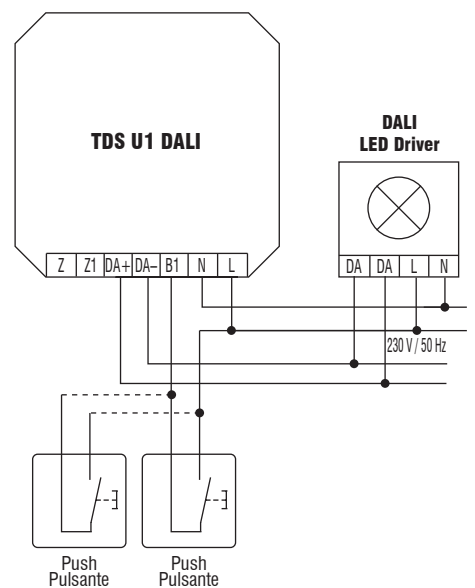 TDS U1 DALI
DALI
LED Driver
Z Z1 DA+ DA– B1 N L
DA DA L N
230 V / 50 Hz
Push
Pulsante
Push
Pulsante